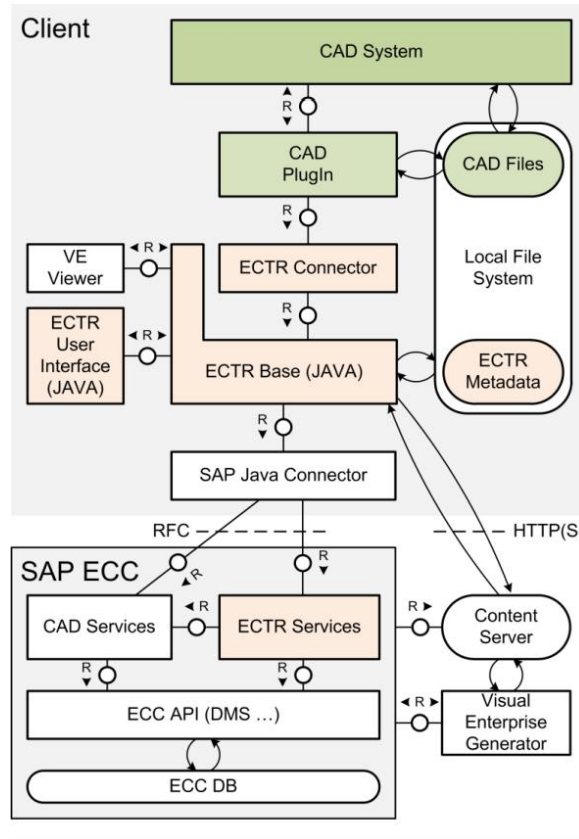 Client
CAD System
R
CAD
PlugIn
CAD Files
R
VE
Viewer
R
ECTR Connector
Local File
System
ECTR
User
Interface
(JAVA)
R
R
ECTR Base (JAVA)
ECTR
Metadata
R
SAP Java Connector
RFC
HTTP(S
SAP ECC
R
R
CAD Services
R
ECTR Services
R
Content
Server
R
R
ECC API (DMS ...)
R
Visual
Enterprise
Generator
ECC DB